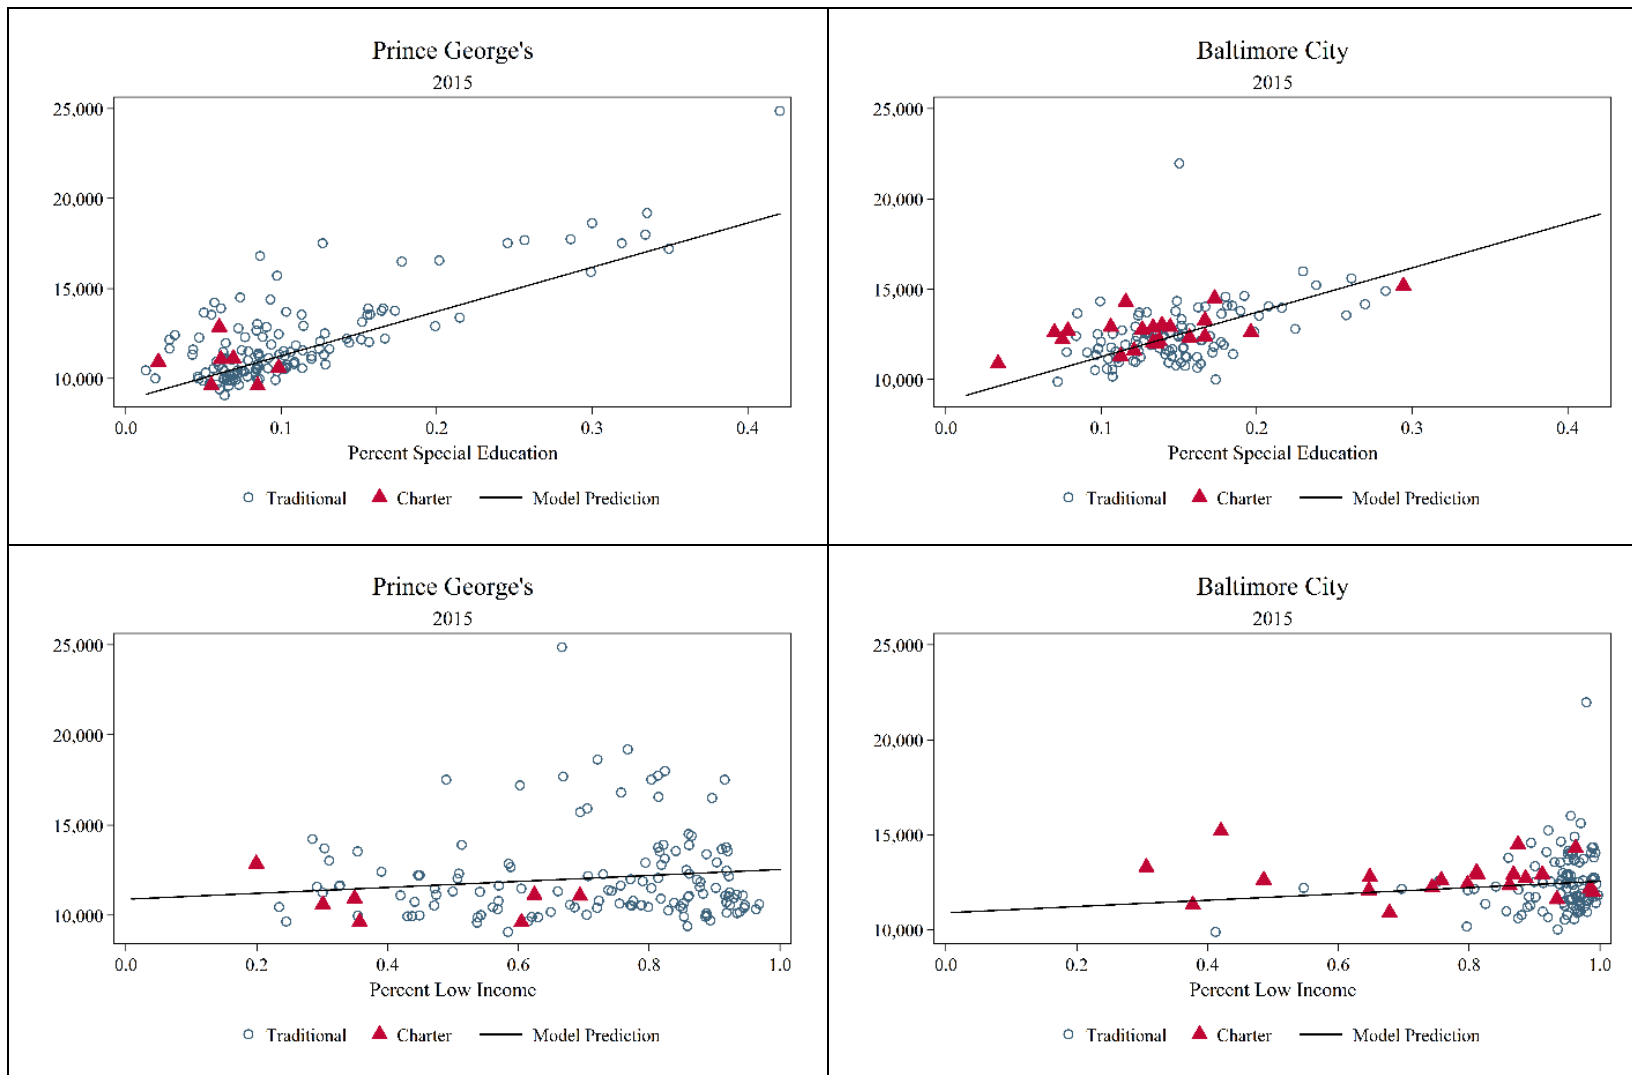 Prince George's
2015
25,000
20,000
15,000
10,000
0.0 0.1 0.2 0.3 0.4
Percent Special Education
Traditional Charter Model Prediction
Baltimore City
2015
25,000
20,000
15,000
10,000
0.0 0.1 0.2 0.3 0.4
Percent Special Education
Traditional Charter Model Prediction
Prince George's
2015
25,000
20,000
15,000
10,000
0.0 0.2 0.4 0.6 0.8 1.0
Percent Low Income
Traditional Charter Model Prediction
Baltimore City
2015
25,000
20,000
15,000
10,000
0.0 0.2 0.4 0.6 0.8 1.0
Percent Low Income
Traditional Charter Model Prediction